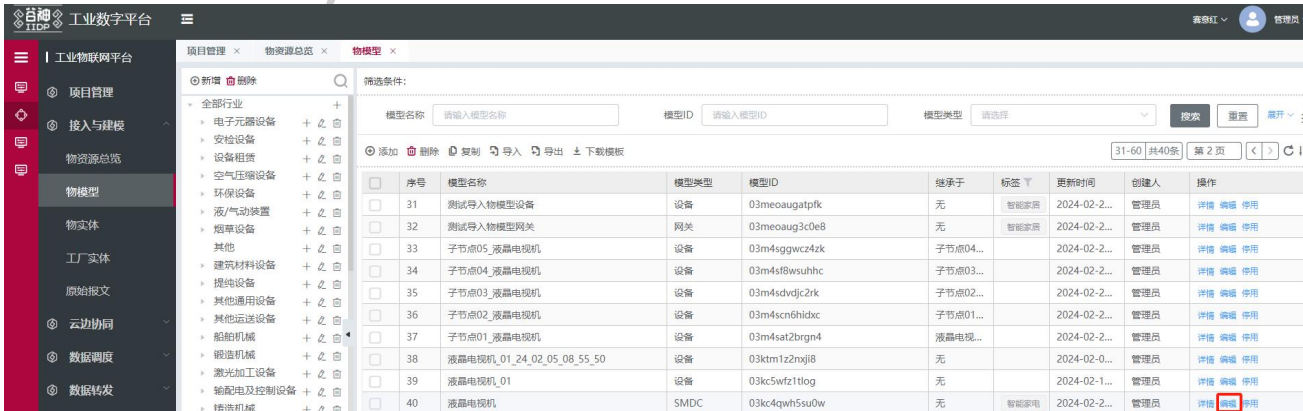 谷神 IIDP 工业数字平台
赛意红 管理员
工业物联网平台
项目管理 × 物资源总览 × 物模型 ×
项目管理
接入与建模
物资源总览
物模型
物实体
工厂实体
原始报文
云边协同
数据调度
数据转发
新增 删除
全部行业
电子元器设备
安检设备
设备租赁
空气压缩设备
环保设备
液/气动装置
烟草设备
其他
建筑材料设备
提纯设备
其他通用设备
其他运送设备
船舶机械
锻造机械
激光加工设备
输配电及控制设备
铸造机械
筛选条件:
模型名称 请输入模型名称 模型ID 请输入模型ID 模型类型 请选择 搜索 重置 展开
添加 删除 复制 导入 导出 下载模板 31-60 共40条 第 2 页
序号 模型名称 模型类型 模型ID 继承于 标签 更新时间 创建人 操作
31 测试导入物模型设备 设备 03meoaugatpfk 无 智能家居 2024-02-2... 管理员 详情 编辑 停用
32 测试导入物模型网关 网关 03meoaug3c0e8 无 智能家居 2024-02-2... 管理员 详情 编辑 停用
33 子节点05_液晶电视机 设备 03m4sggwcz4zk 子节点04... 2024-02-2... 管理员 详情 编辑 停用
34 子节点04_液晶电视机 设备 03m4sf8wsuhhc 子节点03... 2024-02-2... 管理员 详情 编辑 停用
35 子节点03_液晶电视机 设备 03m4sdvdjc2rk 子节点02... 2024-02-2... 管理员 详情 编辑 停用
36 子节点02_液晶电视机 设备 03m4scn6hidxc 子节点01... 2024-02-2... 管理员 详情 编辑 停用
37 子节点01_液晶电视机 设备 03m4sat2brgn4 液晶电视... 2024-02-2... 管理员 详情 编辑 停用
38 液晶电视机_01_24_02_05_08_55_50 设备 03ktm1z2nxji8 无 2024-02-0... 管理员 详情 编辑 停用
39 液晶电视机_01 设备 03kc5wfz1tlog 无 2024-02-1... 管理员 详情 编辑 停用
40 液晶电视机 SMDC 03kc4qwh5su0w 无 智能家电 2024-02-2... 管理员 详情 编辑 停用